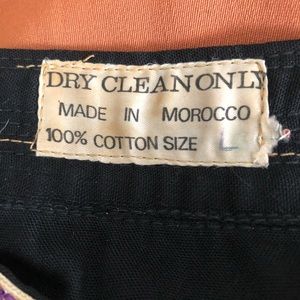 DRY CLEAN ONLY
MADE IN MOROCCO
100% COTTON SIZE L